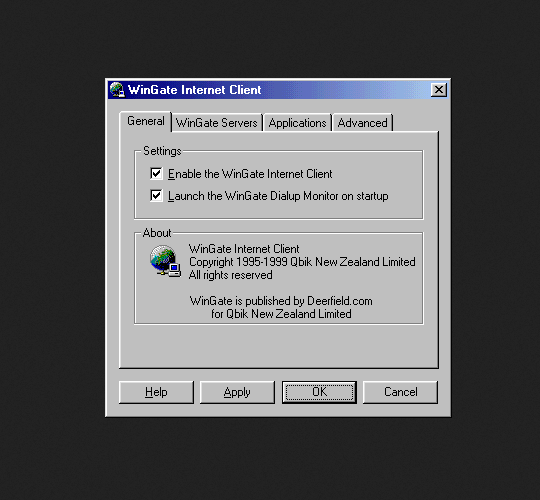 WinGate Internet Client
General WinGate Servers Applications Advanced
Settings
Enable the WinGate Internet Client
Launch the WinGate Dialup Monitor on startup
About
WinGate Internet Client
Copyright 1995-1999 Qbik New Zealand Limited
All rights reserved
WinGate is published by Deerfield.com
for Qbik New Zealand Limited
Help Apply OK Cancel